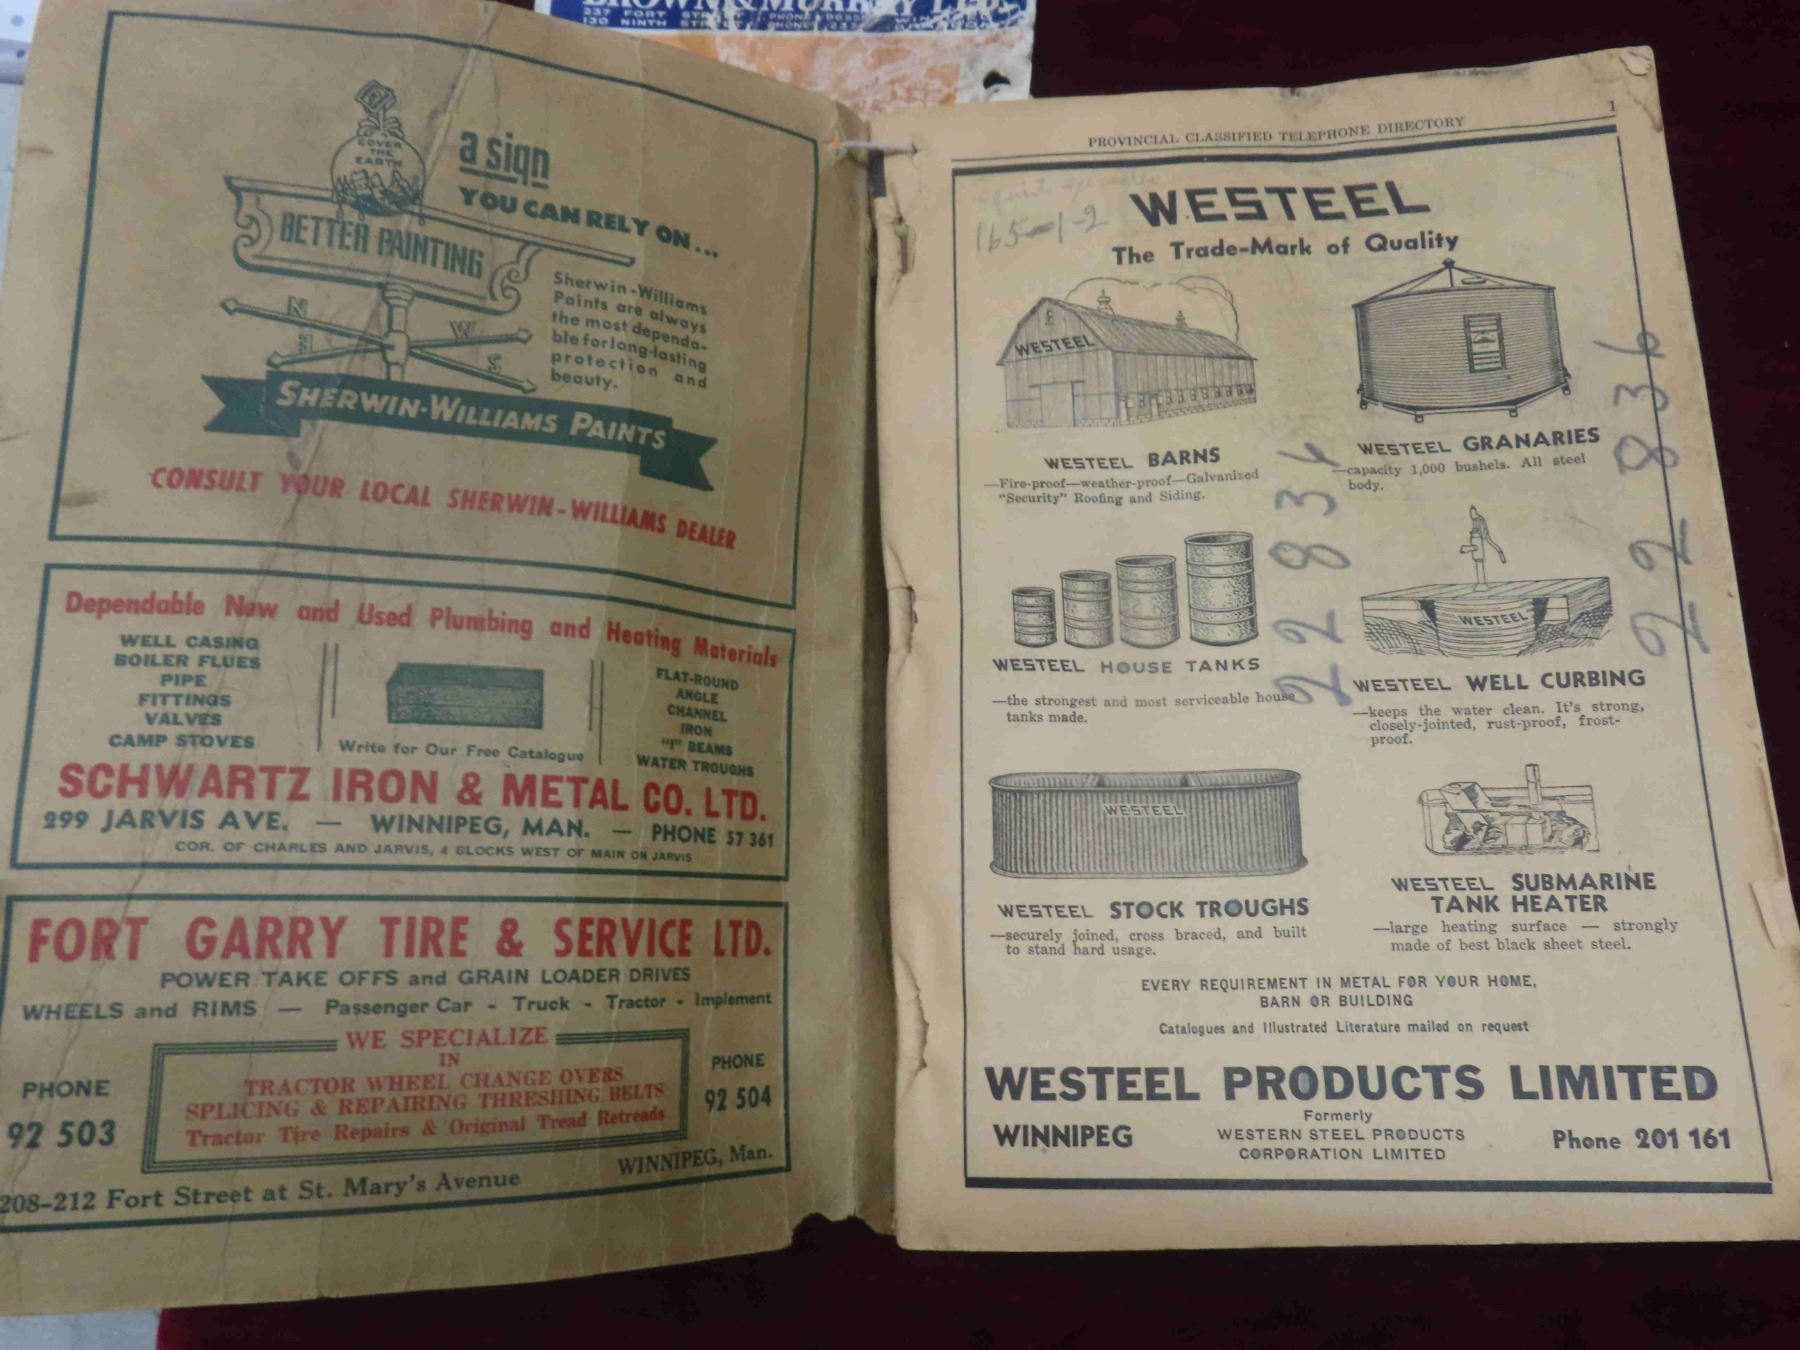 237 FORT STREET PHONE
130 NINTH STREET PHONE
COVER
THE
EARTH
a sign
YOU CAN RELY ON...
BETTER PAINTING
N
W
S
Sherwin-Williams
Paints are always
the most dependa-
ble for long-lasting
protection and
beauty.
SHERWIN-WILLIAMS PAINTS
CONSULT YOUR LOCAL SHERWIN-WILLIAMS DEALER
Dependable New and Used Plumbing and Heating Materials
WELL CASING
BOILER FLUES
PIPE
FITTINGS
VALVES
CAMP STOVES
Write for Our Free Catalogue
FLAT-ROUND
ANGLE
CHANNEL
IRON
"I" BEAMS
WATER TROUGHS
SCHWARTZ IRON & METAL CO. LTD.
299 JARVIS AVE. — WINNIPEG, MAN. — PHONE 57 361
COR. OF CHARLES AND JARVIS, 4 BLOCKS WEST OF MAIN ON JARVIS
FORT GARRY TIRE & SERVICE LTD.
POWER TAKE OFFS and GRAIN LOADER DRIVES
WHEELS and RIMS — Passenger Car - Truck - Tractor - Implement
WE SPECIALIZE
IN
TRACTOR WHEEL CHANGE OVERS
SPLICING & REPAIRING THRESHING BELTS
Tractor Tire Repairs & Original Tread Retreads
PHONE
92 503
PHONE
92 504
208-212 Fort Street at St. Mary's Avenue WINNIPEG, Man.
PROVINCIAL CLASSIFIED TELEPHONE DIRECTORY 1
165-1-2
WESTEEL
The Trade-Mark of Quality
WESTEEL
WESTEEL BARNS
—Fire-proof—weather-proof—Galvanized
"Security" Roofing and Siding.
WESTEEL GRANARIES
—capacity 1,000 bushels. All steel
body.
22836
22836
WESTEEL HOUSE TANKS
—the strongest and most serviceable house
tanks made.
WESTEEL
WESTEEL WELL CURBING
—keeps the water clean. It's strong,
closely-jointed, rust-proof, frost-
proof.
WESTEEL
WESTEEL STOCK TROUGHS
—securely joined, cross braced, and built
to stand hard usage.
WESTEEL SUBMARINE
TANK HEATER
—large heating surface — strongly
made of best black sheet steel.
EVERY REQUIREMENT IN METAL FOR YOUR HOME,
BARN OR BUILDING
Catalogues and Illustrated Literature mailed on request
WESTEEL PRODUCTS LIMITED
Formerly
WESTERN STEEL PRODUCTS
CORPORATION LIMITED
WINNIPEG
Phone 201 161